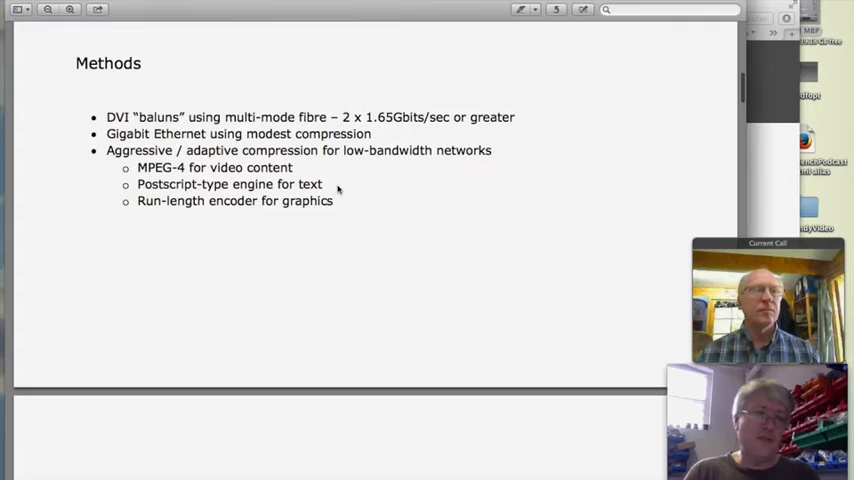 Methods
• DVI “baluns” using multi-mode fibre – 2 x 1.65Gbits/sec or greater
• Gigabit Ethernet using modest compression
• Aggressive / adaptive compression for low-bandwidth networks
o MPEG-4 for video content
o Postscript-type engine for text
o Run-length encoder for graphics
Current Call